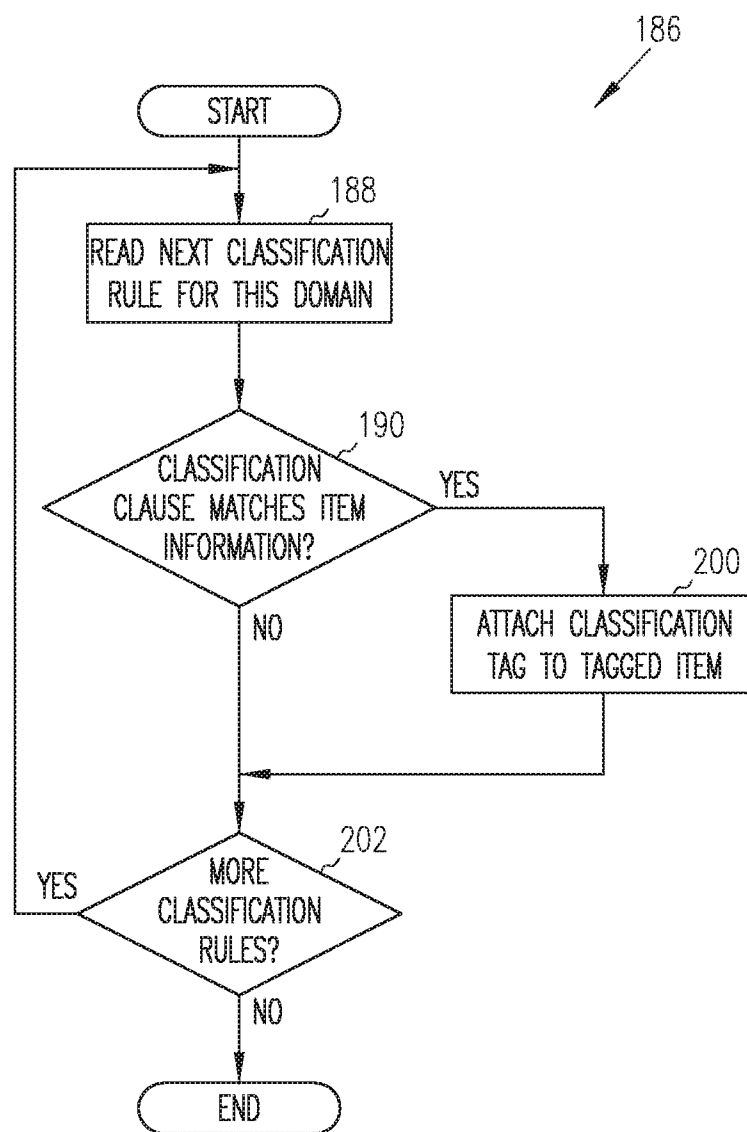 186
START
188
READ NEXT CLASSIFICATION
RULE FOR THIS DOMAIN
190
CLASSIFICATION
CLAUSE MATCHES ITEM
INFORMATION?
YES
NO
200
ATTACH CLASSIFICATION
TAG TO TAGGED ITEM
202
MORE
CLASSIFICATION
RULES?
YES
NO
END